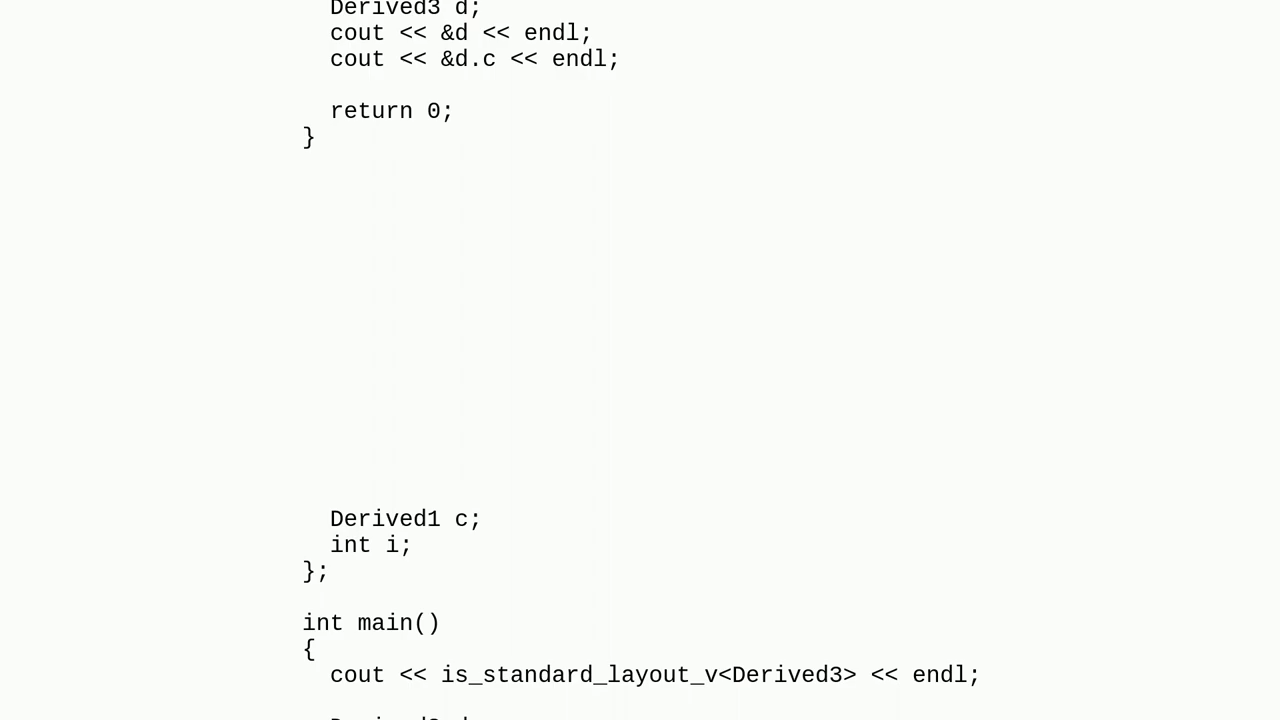 Derived3 d;
cout << &d << endl;
cout << &d.c << endl;
return 0;
}
Derived1 c;
int i;
};
int main()
{
cout << is_standard_layout_v<Derived3> << endl;